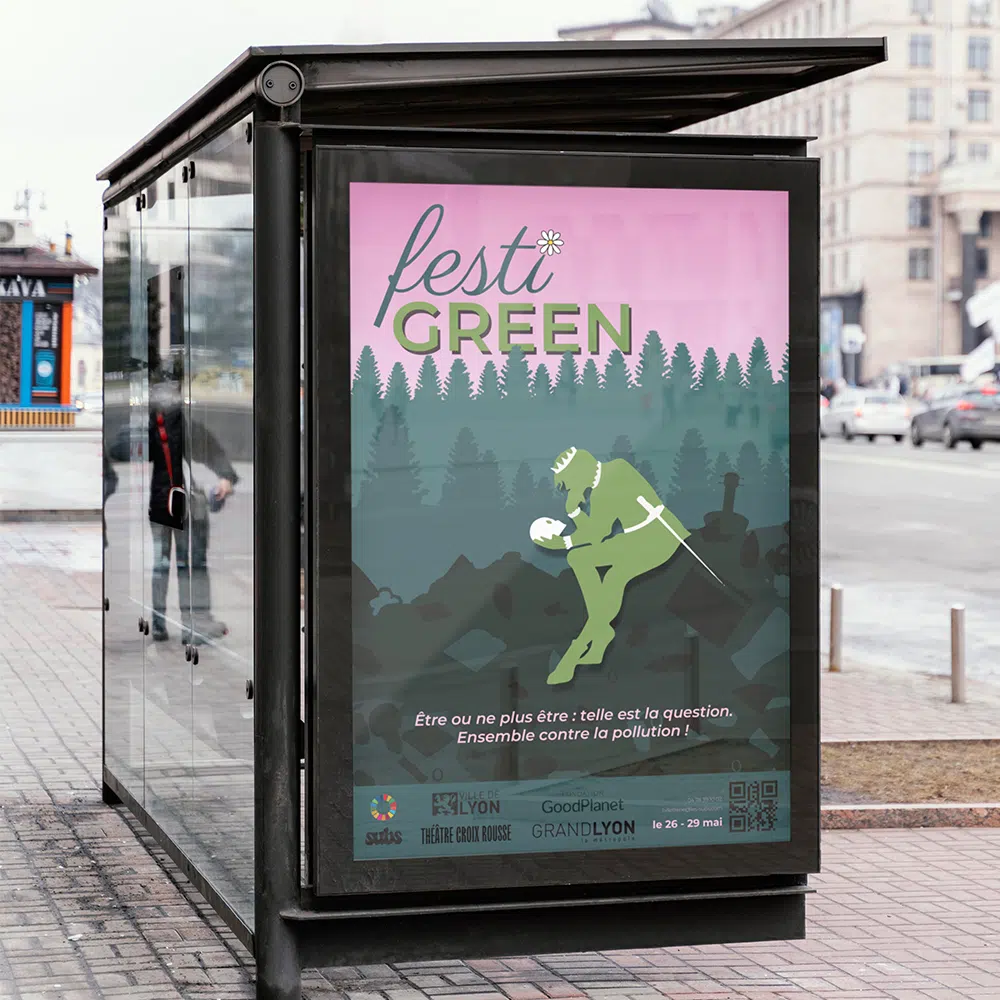 festi
GREEN
Être ou ne plus être : telle est la question.
Ensemble contre la pollution !
subs
VILLE DE
LYON
THÉÂTRE CROIX ROUSSE
GoodPlanet
GRANDLYON
la métropole
le 26 - 29 mai